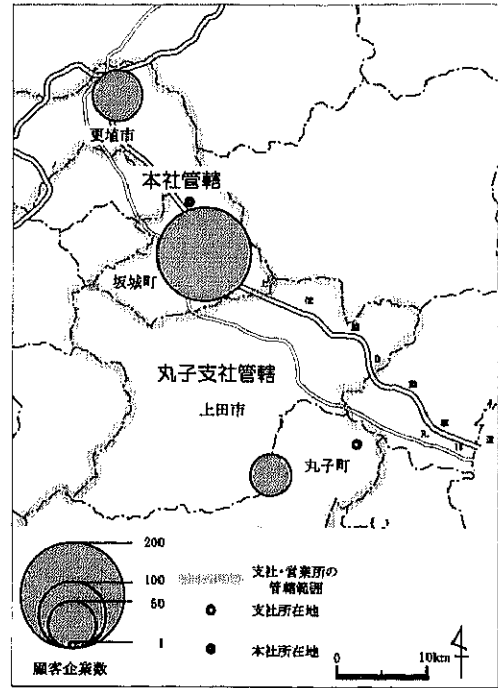 更埴市
本社管轄
坂城町
丸子支社管轄
上田市
丸子町
200
100
50
1
顧客企業数
支社・営業所の
管轄範囲
支社所在地
本社所在地
0
10km